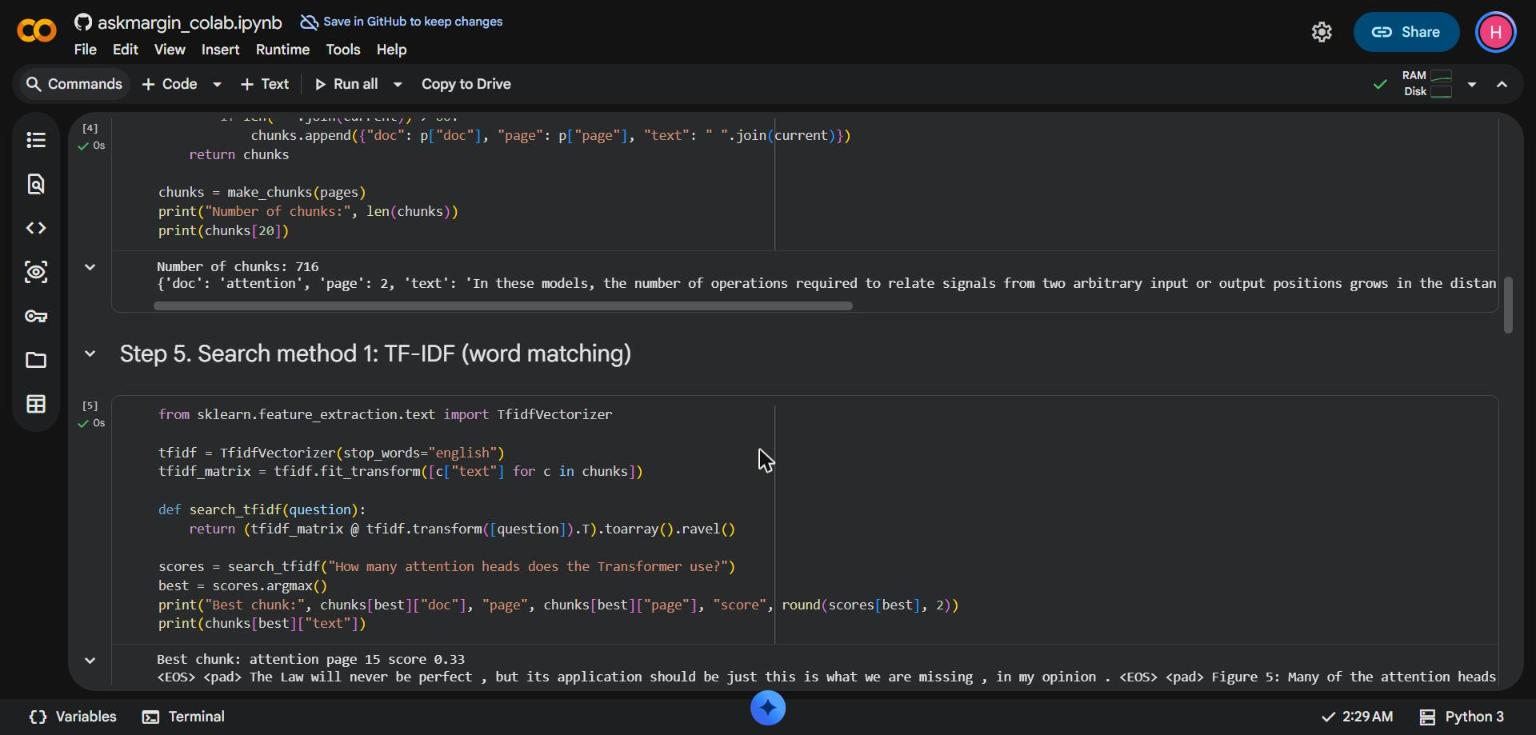 askmargin_colab.ipynb Save in GitHub to keep changes
File Edit View Insert Runtime Tools Help
Share
H
Commands + Code + Text Run all Copy to Drive
RAM
Disk
[4]
0s
chunks.append({"doc": p["doc"], "page": p["page"], "text": " ".join(current)})
return chunks
chunks = make_chunks(pages)
print("Number of chunks:", len(chunks))
print(chunks[20])
Number of chunks: 716
{'doc': 'attention', 'page': 2, 'text': 'In these models, the number of operations required to relate signals from two arbitrary input or output positions grows in the distan
Step 5. Search method 1: TF-IDF (word matching)
[5]
0s
from sklearn.feature_extraction.text import TfidfVectorizer
tfidf = TfidfVectorizer(stop_words="english")
tfidf_matrix = tfidf.fit_transform([c["text"] for c in chunks])
def search_tfidf(question):
return (tfidf_matrix @ tfidf.transform([question]).T).toarray().ravel()
scores = search_tfidf("How many attention heads does the Transformer use?")
best = scores.argmax()
print("Best chunk:", chunks[best]["doc"], "page", chunks[best]["page"], "score", round(scores[best], 2))
print(chunks[best]["text"])
Best chunk: attention page 15 score 0.33
<EOS> <pad> The Law will never be perfect , but its application should be just this is what we are missing , in my opinion . <EOS> <pad> Figure 5: Many of the attention heads
{} Variables Terminal
2:29 AM Python 3